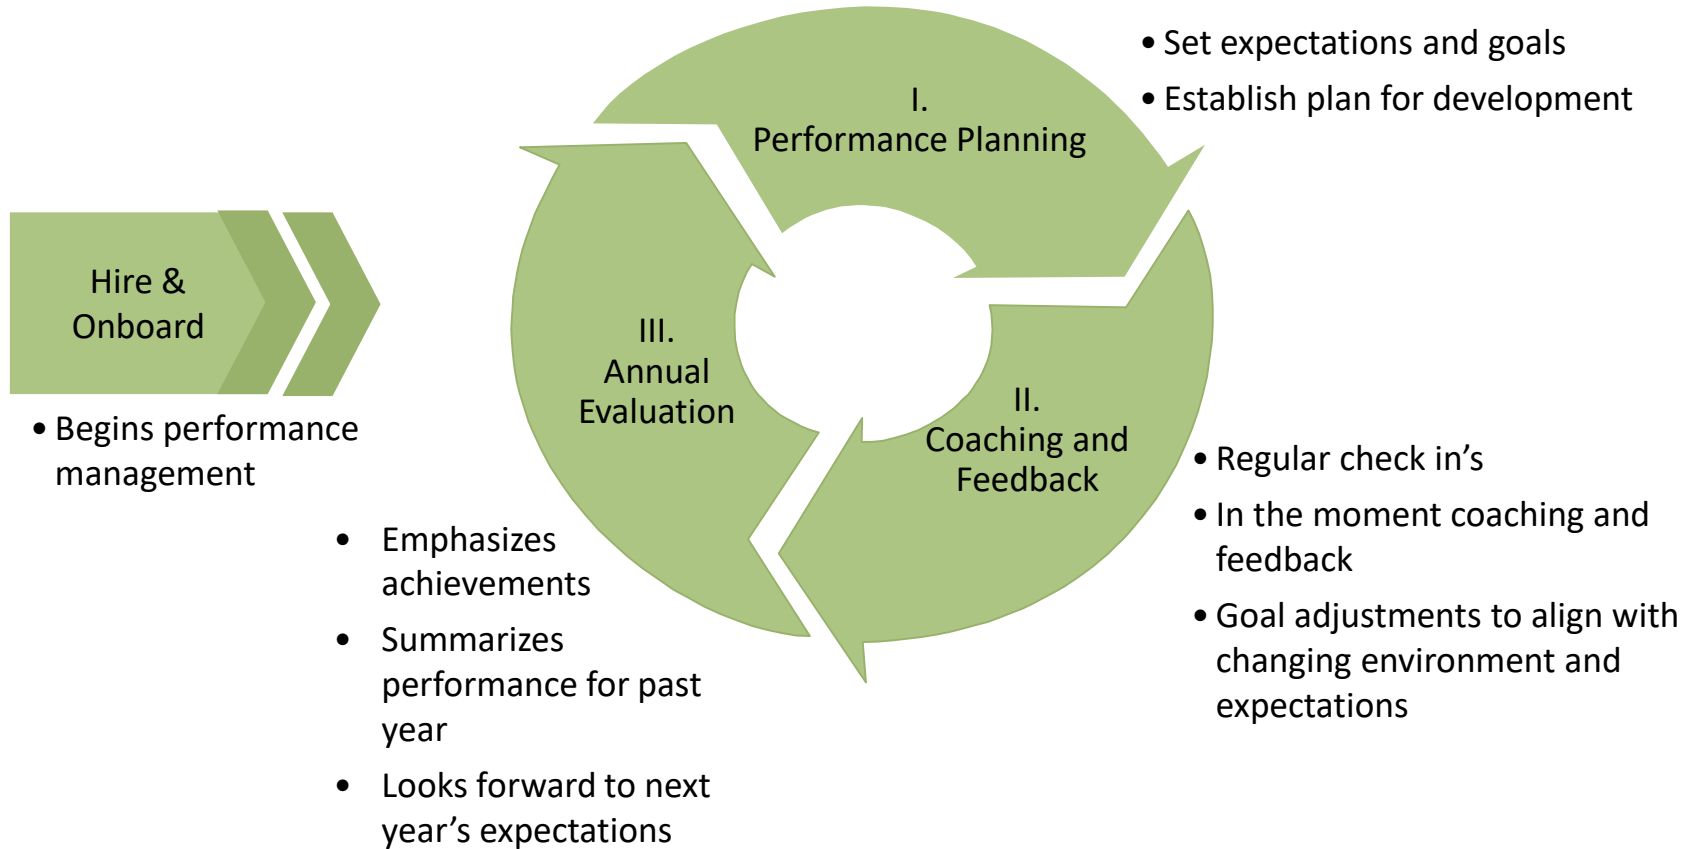 I.
Performance Planning
• Set expectations and goals
• Establish plan for development
Hire &
Onboard
• Begins performance
management
II.
Coaching and
Feedback
• Regular check in's
• In the moment coaching and
feedback
• Goal adjustments to align with
changing environment and
expectations
III.
Annual
Evaluation
• Emphasizes
achievements
• Summarizes
performance for past
year
• Looks forward to next
year’s expectations